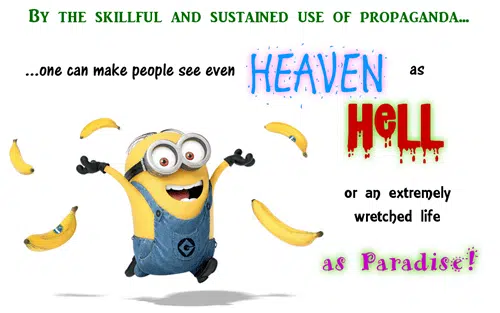 BY THE SKILLFUL AND SUSTAINED USE OF PROPAGANDA...
...one can make people see even HEAVEN as
HELL
or an extremely
wretched life
as Paradise!